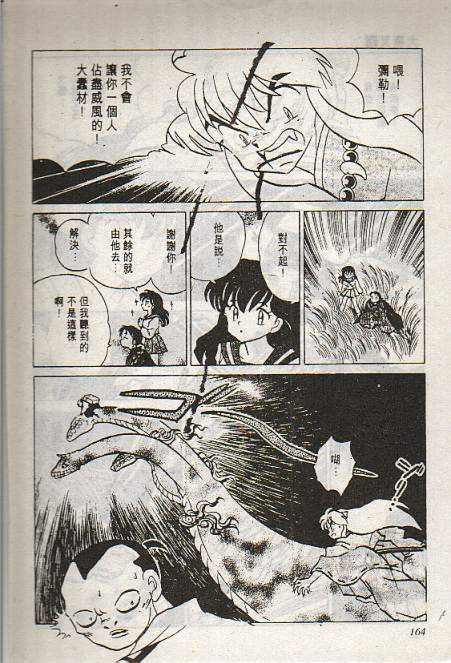 喂！
彌勒！
我不會
讓你一個人
佔盡威風的！
大蠢材！
對不起！
他是說…
謝謝你！
其餘的就
由他去…
解決…
但我聽到的
不是這樣
啊！
嘲…
164